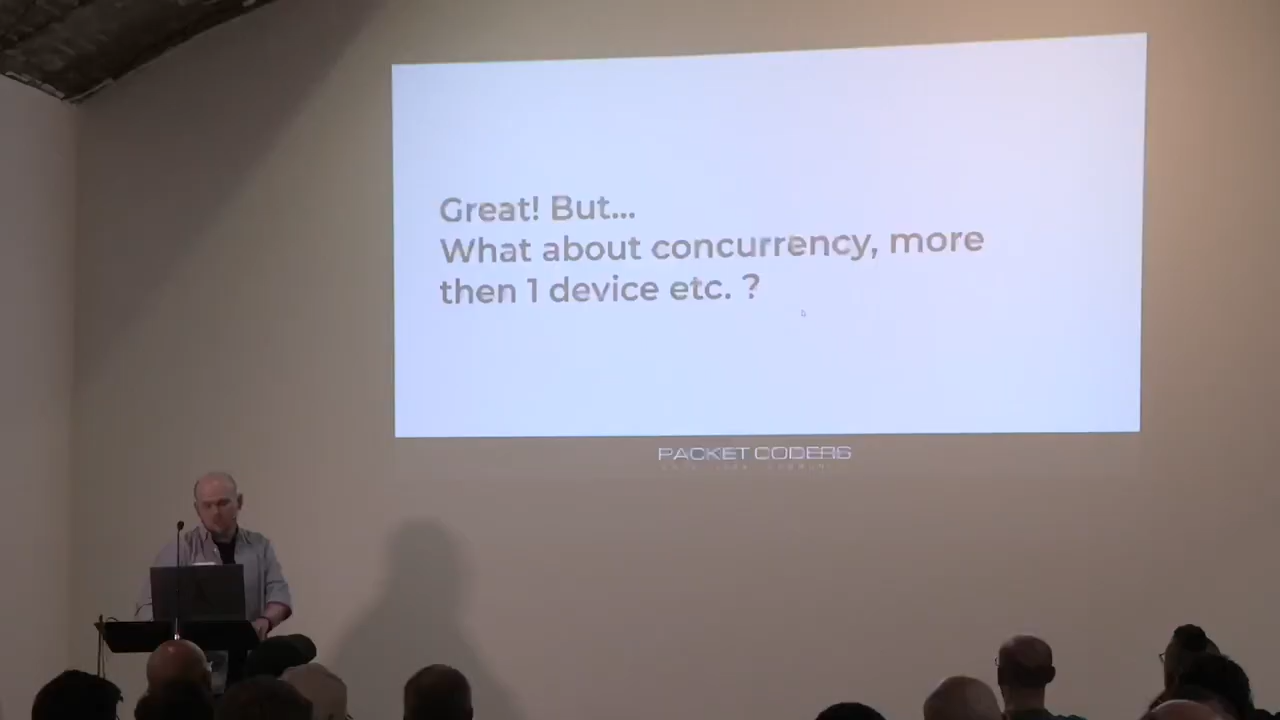 Great! But...
What about concurrency, more
then 1 device etc. ?
PACKET CODERS